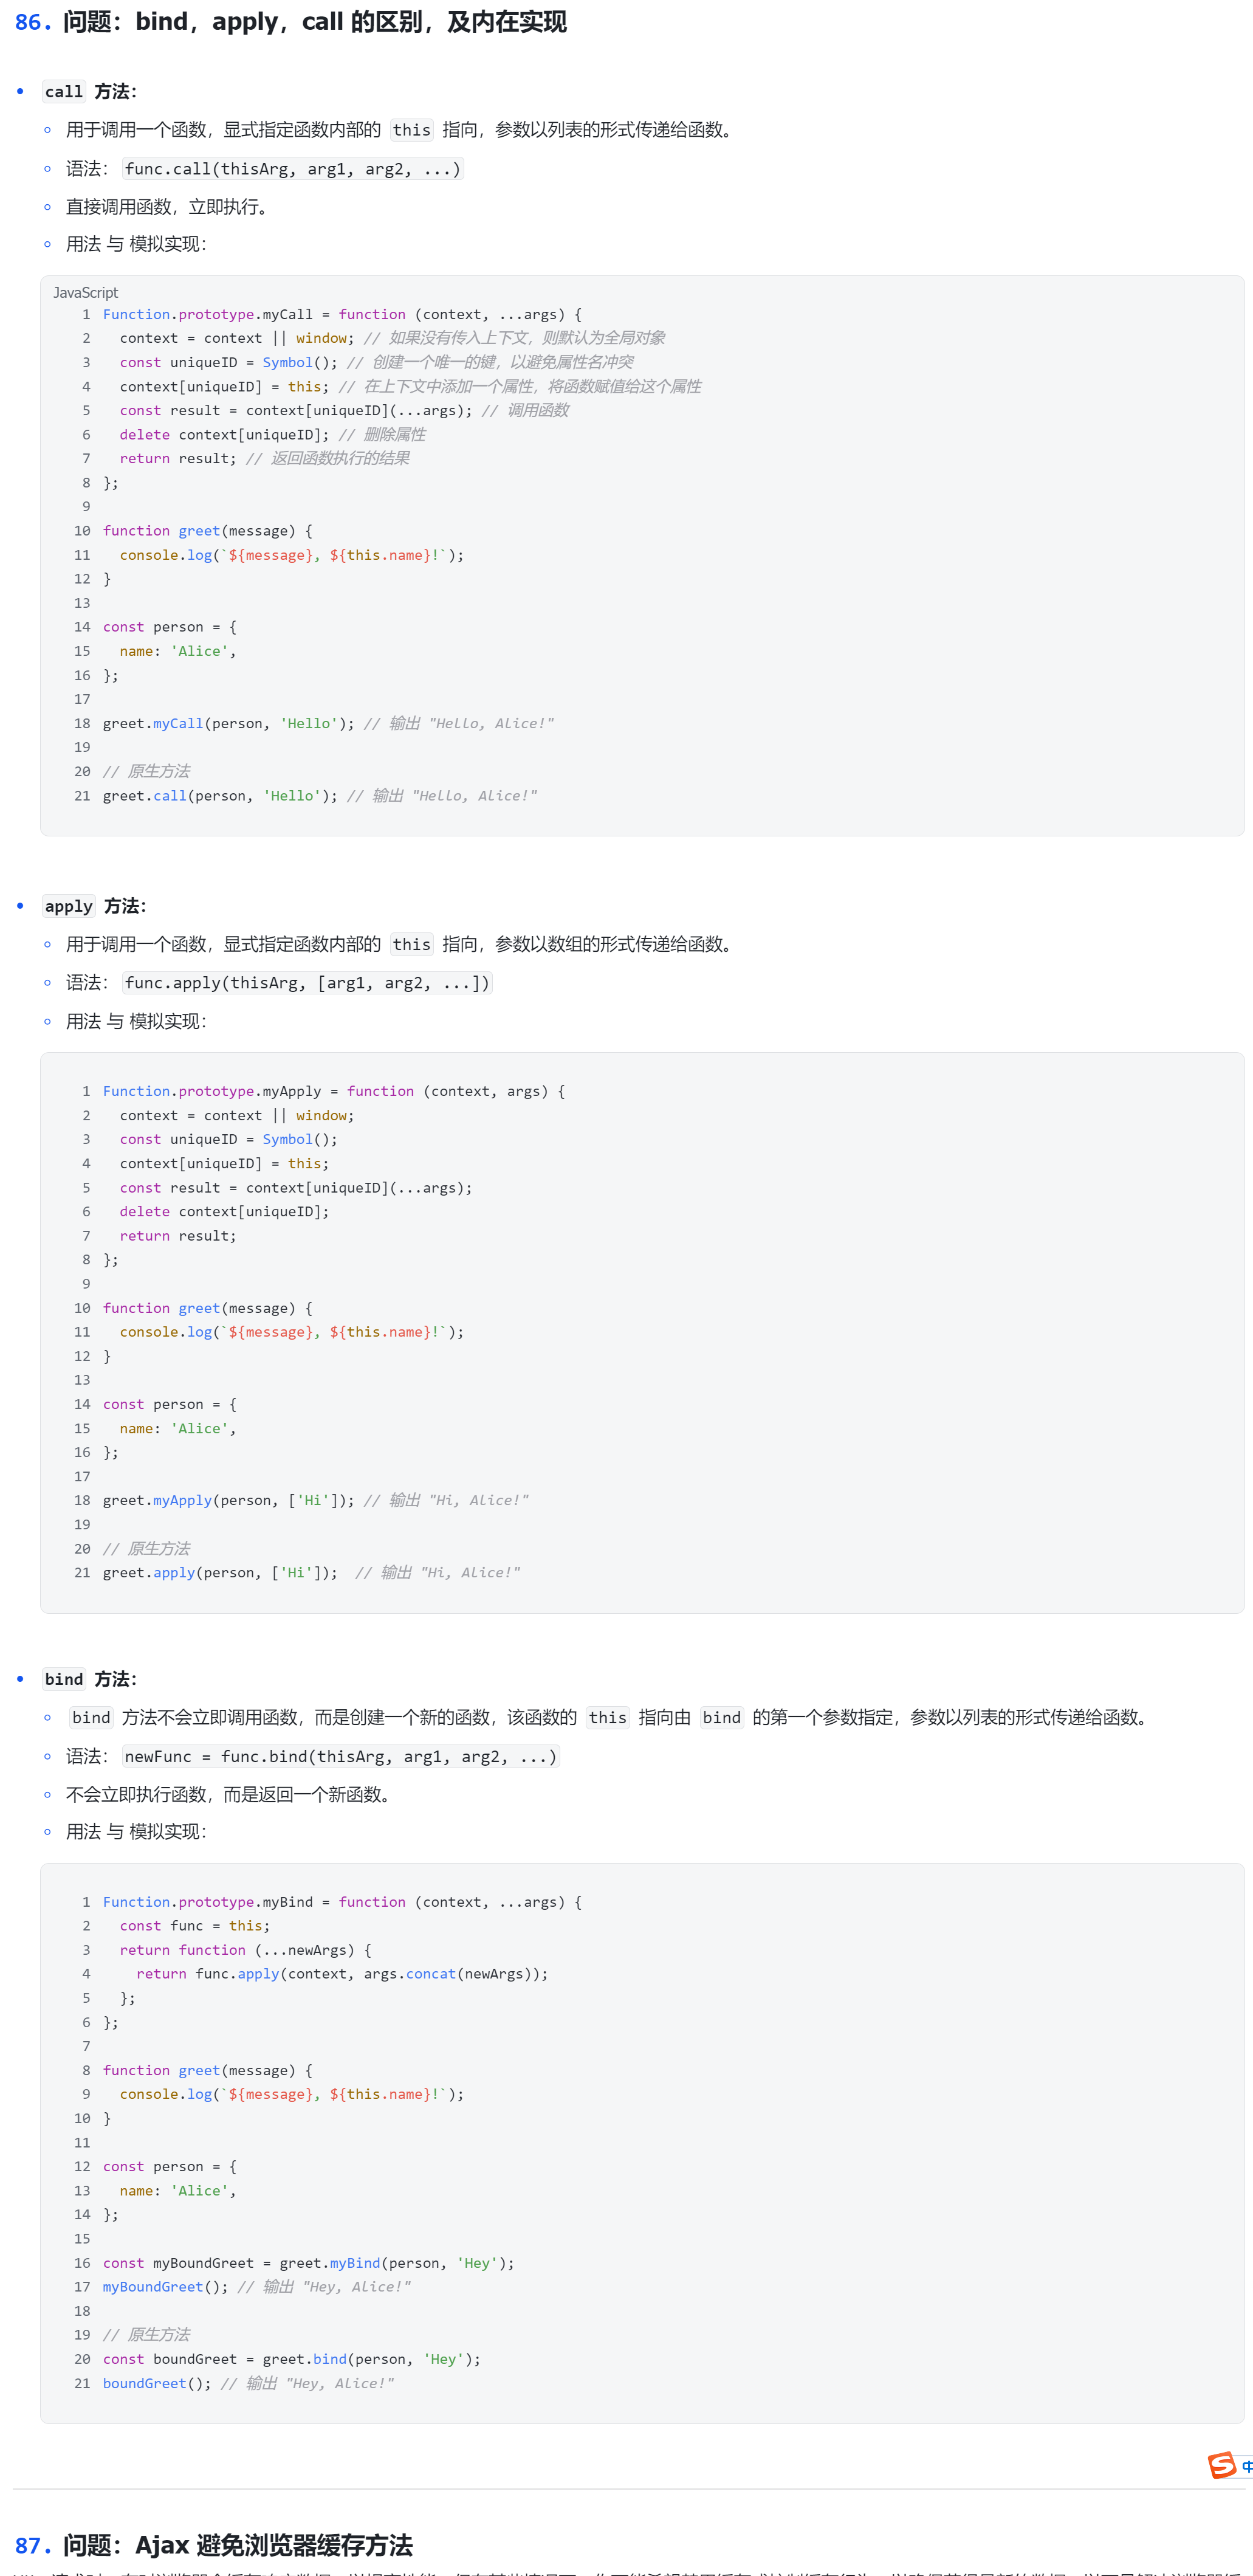 86. 问题：bind，apply，call 的区别，及内在实现
• call 方法：
◦ 用于调用一个函数，显式指定函数内部的 this 指向，参数以列表的形式传递给函数。
◦ 语法： func.call(thisArg, arg1, arg2, ...)
◦ 直接调用函数，立即执行。
◦ 用法 与 模拟实现：
JavaScript
1 Function.prototype.myCall = function (context, ...args) {
2   context = context || window; // 如果没有传入上下文，则默认为全局对象
3   const uniqueID = Symbol(); // 创建一个唯一的键，以避免属性名冲突
4   context[uniqueID] = this; // 在上下文中添加一个属性，将函数赋值给这个属性
5   const result = context[uniqueID](...args); // 调用函数
6   delete context[uniqueID]; // 删除属性
7   return result; // 返回函数执行的结果
8 };
9
10 function greet(message) {
11   console.log(`${message}, ${this.name}!`);
12 }
13
14 const person = {
15   name: 'Alice',
16 };
17
18 greet.myCall(person, 'Hello'); // 输出 "Hello, Alice!"
19
20 // 原生方法
21 greet.call(person, 'Hello'); // 输出 "Hello, Alice!"
• apply 方法：
◦ 用于调用一个函数，显式指定函数内部的 this 指向，参数以数组的形式传递给函数。
◦ 语法： func.apply(thisArg, [arg1, arg2, ...])
◦ 用法 与 模拟实现：
1 Function.prototype.myApply = function (context, args) {
2   context = context || window;
3   const uniqueID = Symbol();
4   context[uniqueID] = this;
5   const result = context[uniqueID](...args);
6   delete context[uniqueID];
7   return result;
8 };
9
10 function greet(message) {
11   console.log(`${message}, ${this.name}!`);
12 }
13
14 const person = {
15   name: 'Alice',
16 };
17
18 greet.myApply(person, ['Hi']); // 输出 "Hi, Alice!"
19
20 // 原生方法
21 greet.apply(person, ['Hi']);  // 输出 "Hi, Alice!"
• bind 方法：
◦ bind 方法不会立即调用函数，而是创建一个新的函数，该函数的 this 指向由 bind 的第一个参数指定，参数以列表的形式传递给函数。
◦ 语法： newFunc = func.bind(thisArg, arg1, arg2, ...)
◦ 不会立即执行函数，而是返回一个新函数。
◦ 用法 与 模拟实现：
1 Function.prototype.myBind = function (context, ...args) {
2   const func = this;
3   return function (...newArgs) {
4     return func.apply(context, args.concat(newArgs));
5   };
6 };
7
8 function greet(message) {
9   console.log(`${message}, ${this.name}!`);
10 }
11
12 const person = {
13   name: 'Alice',
14 };
15
16 const myBoundGreet = greet.myBind(person, 'Hey');
17 myBoundGreet(); // 输出 "Hey, Alice!"
18
19 // 原生方法
20 const boundGreet = greet.bind(person, 'Hey');
21 boundGreet(); // 输出 "Hey, Alice!"
S 中
87. 问题：Ajax 避免浏览器缓存方法